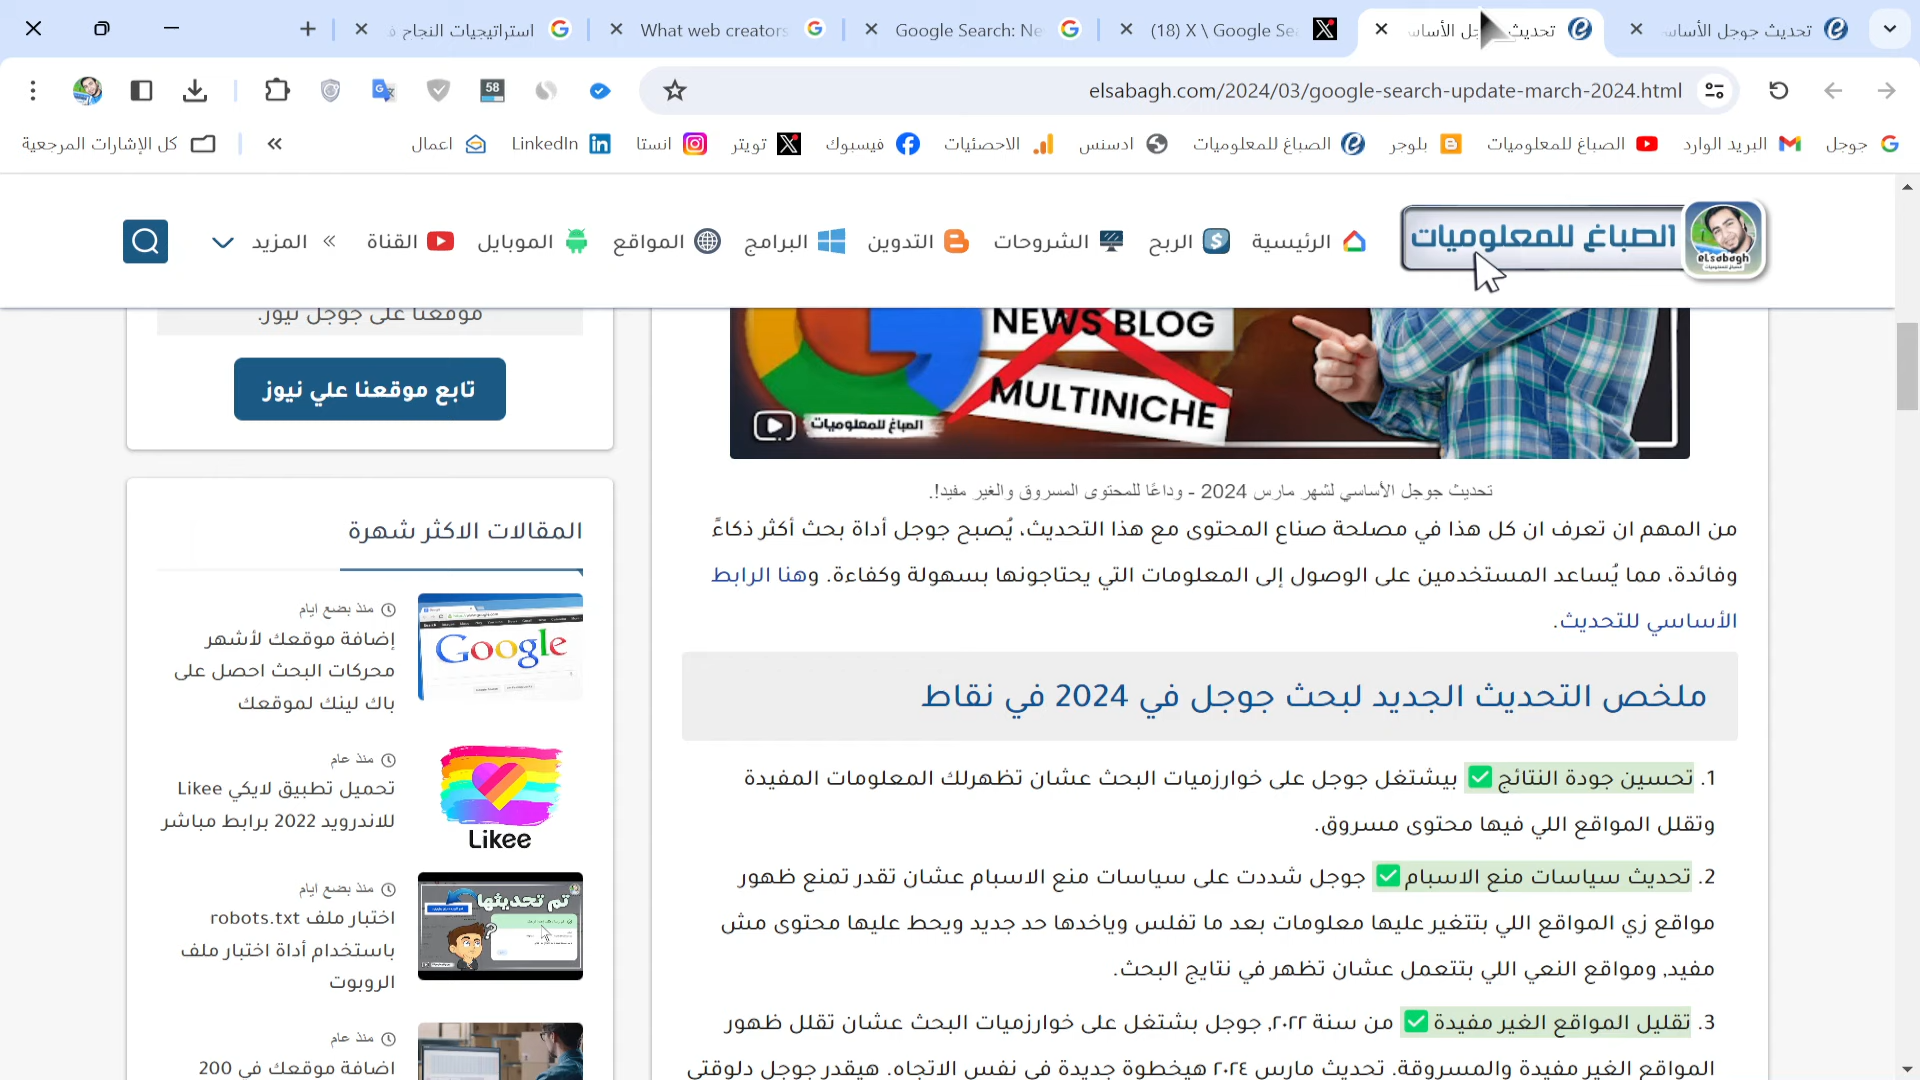 تحديث جوجل الأساس
تحديث جوجل الأساس
(18) X \ Google Se
Google Search: Ne
What web creators
استراتيجيات النجاح ف
elsabagh.com/2024/03/google-search-update-march-2024.html
58
جوجل
البريد الوارد
الصباغ للمعلوميات
بلوجر
الصباغ للمعلوميات
ادسنس
الاحصئيات
فيسبوك
تويتر
انستا
LinkedIn
اعمال
»
كل الإشارات المرجعية
الصباغ للمعلوميات
eLsabagh
الصباغ للمعلوميات
الرئيسية
الربح
الشروحات
التدوين
البرامج
المواقع
الموبايل
القناة
» المزيد
NEWS BLOG
MULTINICHE
الصباغ للمعلوميات
تحديث جوجل الأساسي لشهر مارس 2024 - وداعًا للمحتوى المسروق والغير مفيد!.
من المهم ان تعرف ان كل هذا في مصلحة صناع المحتوى مع هذا التحديث، يُصبح جوجل أداة بحث أكثر ذكاءً
وفائدة، مما يُساعد المستخدمين على الوصول إلى المعلومات التي يحتاجونها بسهولة وكفاءة. وهنا الرابط
الأساسي للتحديث.
ملخص التحديث الجديد لبحث جوجل في 2024 في نقاط
1. تحسين جودة النتائج ✅ بيشتغل جوجل على خوارزميات البحث عشان تظهرلك المعلومات المفيدة
وتقلل المواقع اللي فيها محتوى مسروق.
2. تحديث سياسات منع الاسبام ✅ جوجل شددت على سياسات منع الاسبام عشان تقدر تمنع ظهور
مواقع زي المواقع اللي بتتغير عليها معلومات بعد ما تفلس وياخدها حد جديد ويحط عليها محتوى مش
مفيد, ومواقع النعي اللي بتتعمل عشان تظهر في نتايج البحث.
3. تقليل المواقع الغير مفيدة ✅ من سنة ٢٠٢٢, جوجل بشتغل على خوارزميات البحث عشان تقلل ظهور
المواقع الغير مفيدة والمسروقة. تحديث مارس ٢٠٢٤ هيخطوة جديدة في نفس الاتجاه. هيقدر جوجل دلوقتي
موقعنا على جوجل نيوز.
تابع موقعنا علي نيوز
المقالات الاكثر شهرة
منذ بضع ايام
إضافة موقعك لأشهر
محركات البحث احصل على
باك لينك لموقعك
Google
منذ عام
تحميل تطبيق لايكي Likee
للاندرويد 2022 برابط مباشر
Likee
منذ بضع ايام
اختبار ملف robots.txt
باستخدام أداة اختبار ملف
الروبوت
تم تحديثها
?
منذ عام
اضافة موقعك في 200